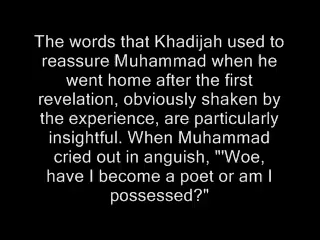 The words that Khadijah used to
reassure Muhammad when he
went home after the first
revelation, obviously shaken by
the experience, are particularly
insightful. When Muhammad
cried out in anguish, "'Woe,
have I become a poet or am I
possessed?"